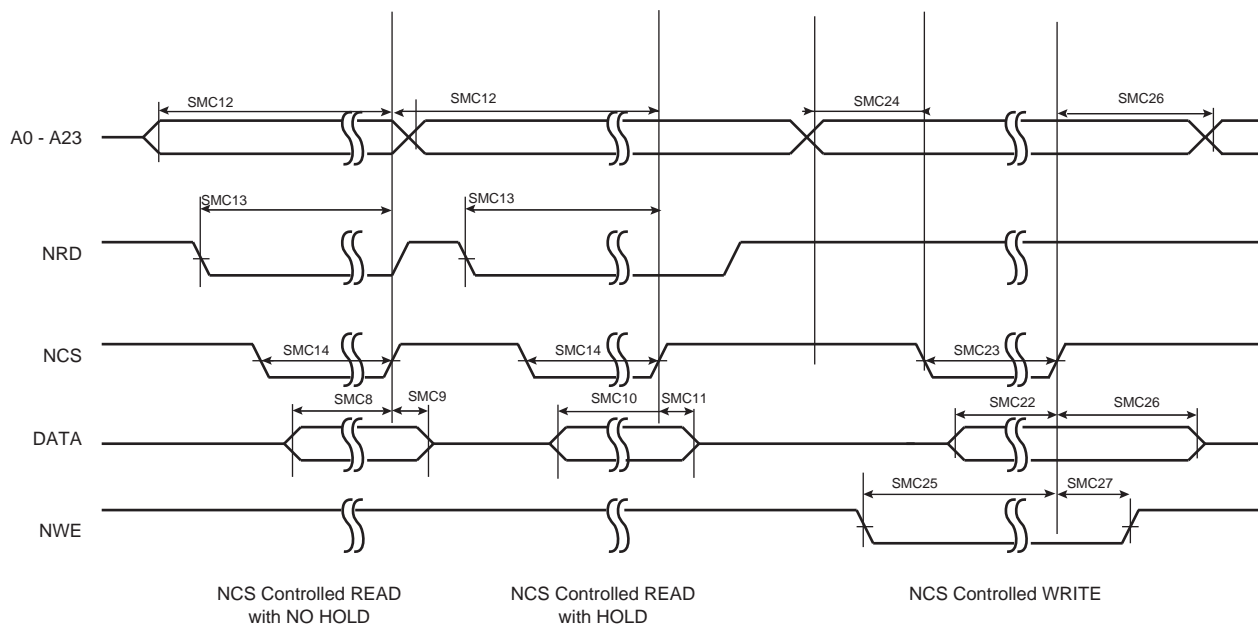 SMC12
SMC12
SMC24
SMC26
A0 - A23
SMC13
SMC13
NRD
NCS
SMC14
SMC14
SMC23
SMC8
SMC9
SMC10
SMC11
SMC22
SMC26
DATA
SMC25
SMC27
NWE
NCS Controlled READ
with NO HOLD
NCS Controlled READ
with HOLD
NCS Controlled WRITE